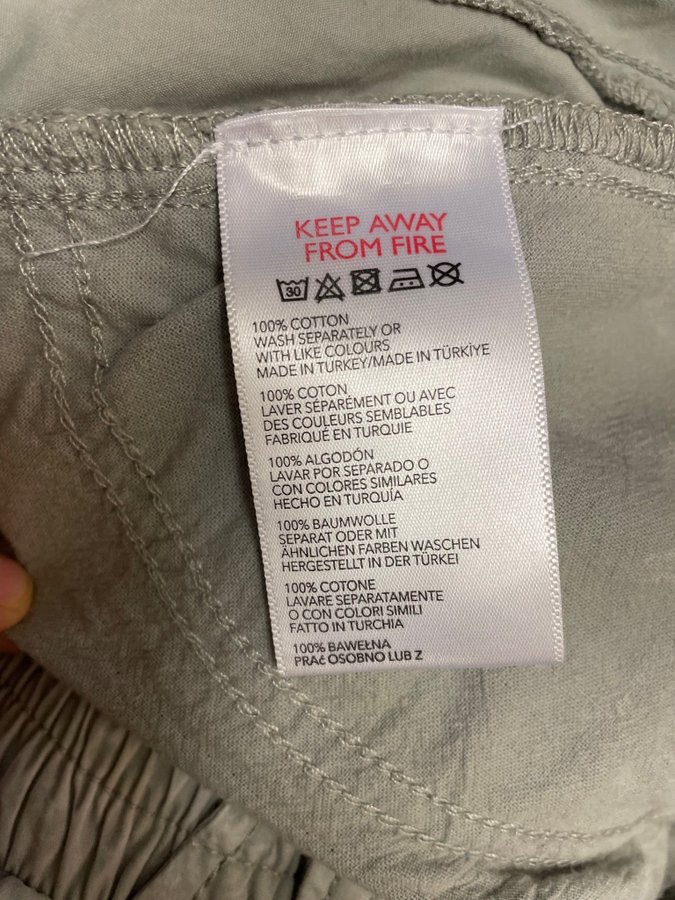 KEEP AWAY
FROM FIRE
30
100% COTTON
WASH SEPARATELY OR
WITH LIKE COLOURS
MADE IN TURKEY/MADE IN TÜRKİYE
100% COTON
LAVER SÉPARÉMENT OU AVEC
DES COULEURS SEMBLABLES
FABRIQUÉ EN TURQUIE
100% ALGODÓN
LAVAR POR SEPARADO O
CON COLORES SIMILARES
HECHO EN TURQUÍA
100% BAUMWOLLE
SEPARAT ODER MIT
ÄHNLICHEN FARBEN WASCHEN
HERGESTELLT IN DER TÜRKEI
100% COTONE
LAVARE SEPARATAMENTE
O CON COLORI SIMILI
FATTO IN TURCHIA
100% BAWEŁNA
PRAć OSOBNO LUB Z